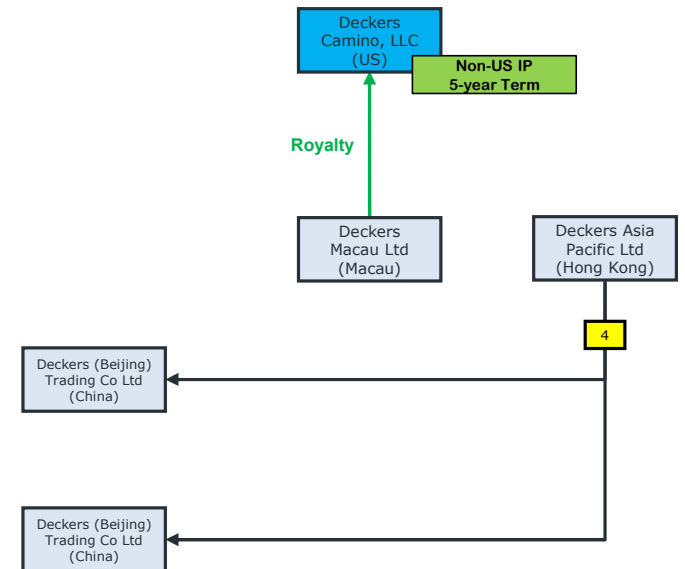 Deckers
Camino, LLC
(US)
Non-US IP
5-year Term
Royalty
Deckers
Macau Ltd
(Macau)
Deckers Asia
Pacific Ltd
(Hong Kong)
4
Deckers (Beijing)
Trading Co Ltd
(China)
Deckers (Beijing)
Trading Co Ltd
(China)